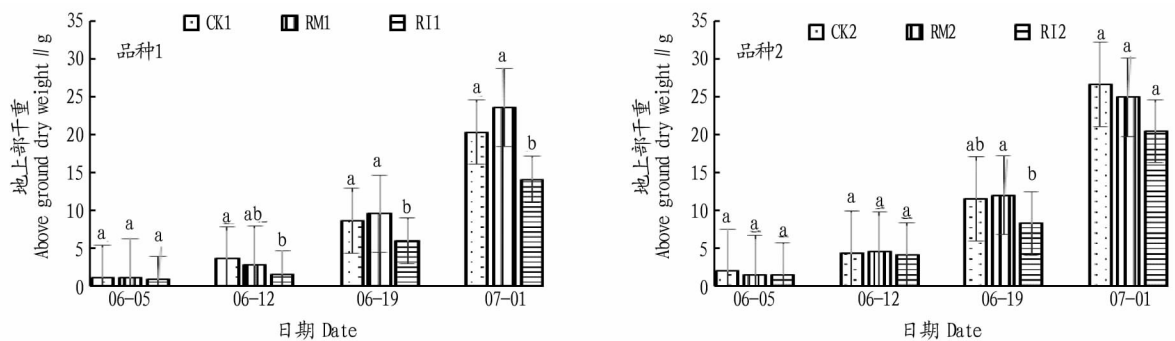 CK1 RM1 RI1
品种1
地上部干重
Above ground dry weight∥g
35
30
25
20
15
10
5
0
a a a
a ab b
a a b
a a b
06-05 06-12 06-19 07-01
日期 Date
CK2 RM2 RI2
品种2
地上部干重
Above ground dry weight∥g
35
30
25
20
15
10
5
0
a a a
a a a
ab a b
a a a
06-05 06-12 06-19 07-01
日期 Date